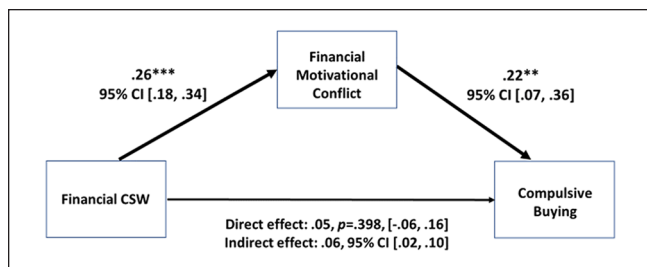 Financial
Motivational
Conflict
.26***
95% CI [.18, .34]
.22**
95% CI [.07, .36]
Financial CSW
Compulsive
Buying
Direct effect: .05, p=.398, [-.06, .16]
Indirect effect: .06, 95% CI [.02, .10]